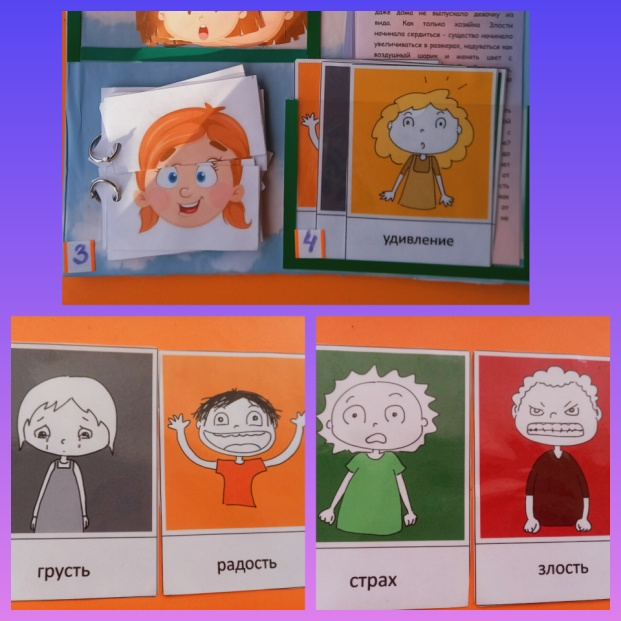 даже дома не выпускало девочку из
вида. Как только хозяйка Злости
начинала сердиться - существо начинало
увеличиваться в размерах, надуваться как
воздушный шарик и менять цвет с
3
4
удивление
грусть
радость
страх
злость